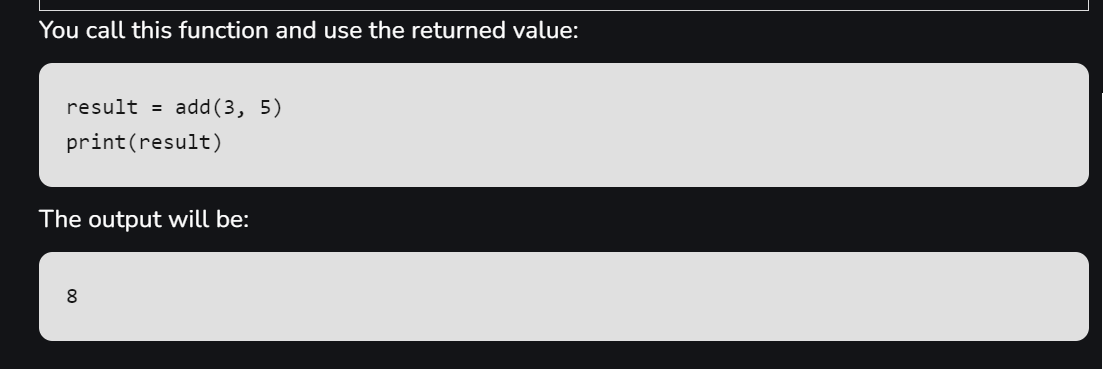 You call this function and use the returned value:
result = add(3, 5)
print(result)
The output will be:
8